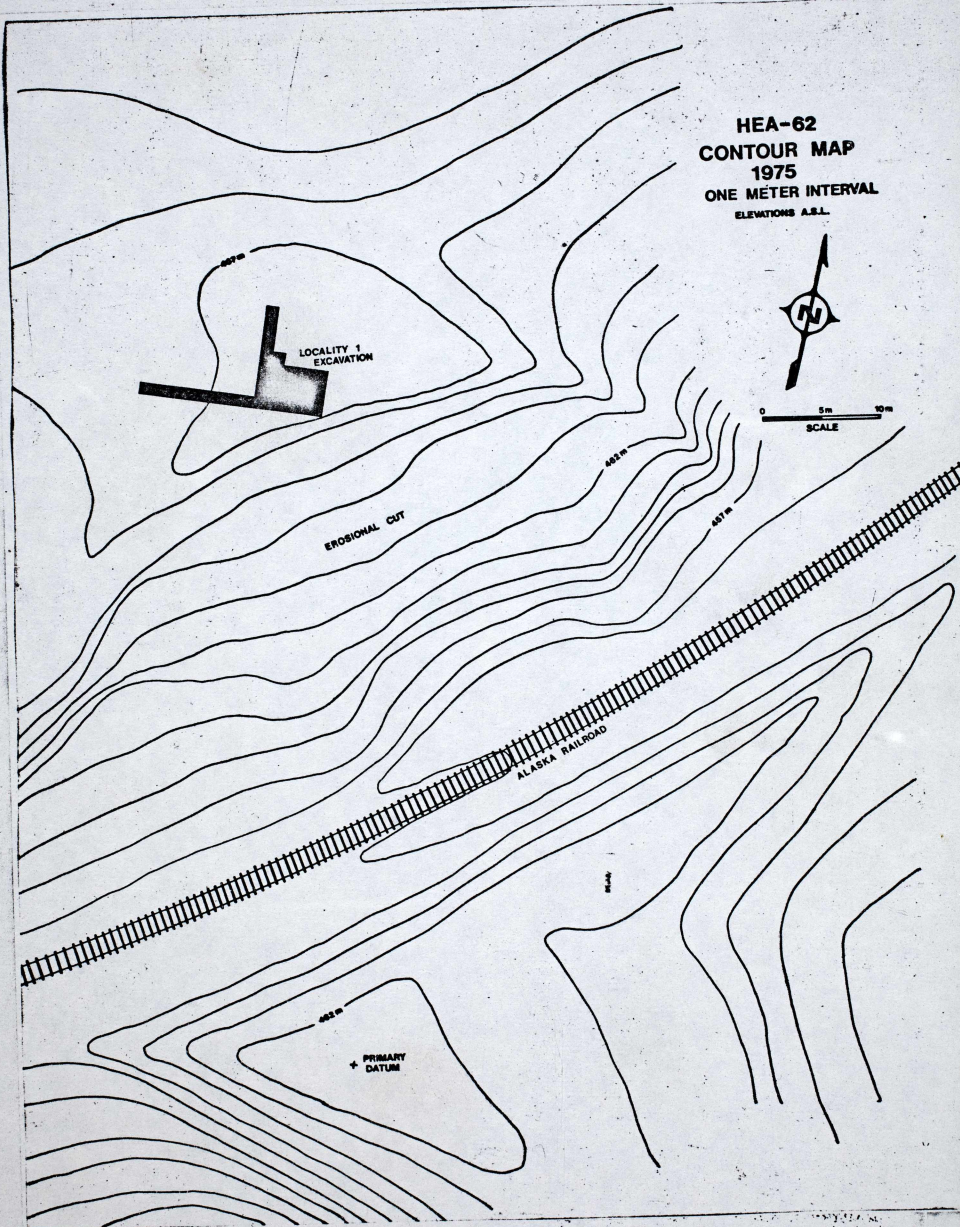 HEA-62
CONTOUR MAP
1975
ONE METER INTERVAL
ELEVATIONS A.S.L.
N
0 5m 10m
SCALE
467m
LOCALITY 1
EXCAVATION
462m
457m
EROSIONAL CUT
ALASKA RAILROAD
462m
+ PRIMARY
DATUM